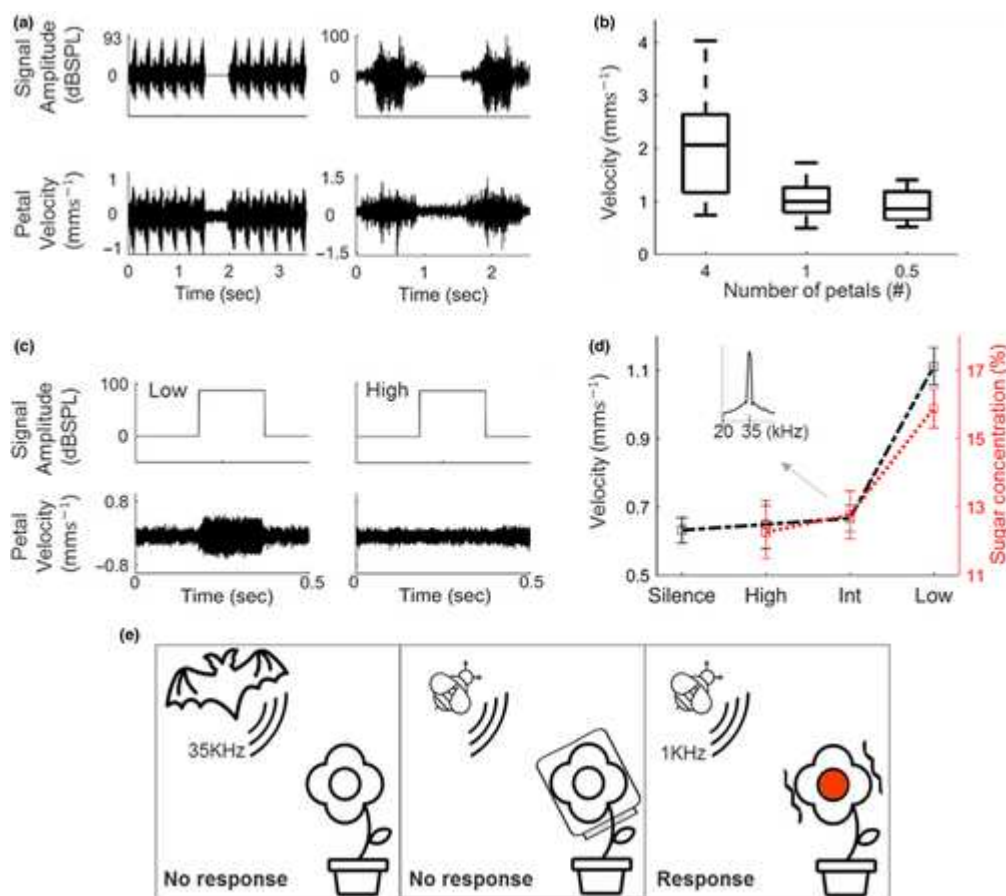 (a)
Signal
Amplitude
(dBSPL)
93
0
100
0
Petal
Velocity
(mms⁻¹)
1
0
−1
1.5
0
−1.5
0 1 2 3
Time (sec)
0 2
Time (sec)
(b)
Velocity (mms⁻¹)
4
3
2
1
0
4 1 0.5
Number of petals (#)
(c)
Signal
Amplitude
(dBSPL)
100
0
Low
High
Petal
Velocity
(mms⁻¹)
0.8
−0.8
0 0.5
Time (sec)
0 0.5
Time (sec)
(d)
Velocity (mms⁻¹)
1.1
0.9
0.7
0.5
20 35 (kHz)
Sugar concentration (%)
17
15
13
11
Silence High Int Low
(e)
35KHz
No response
No response
1KHz
Response